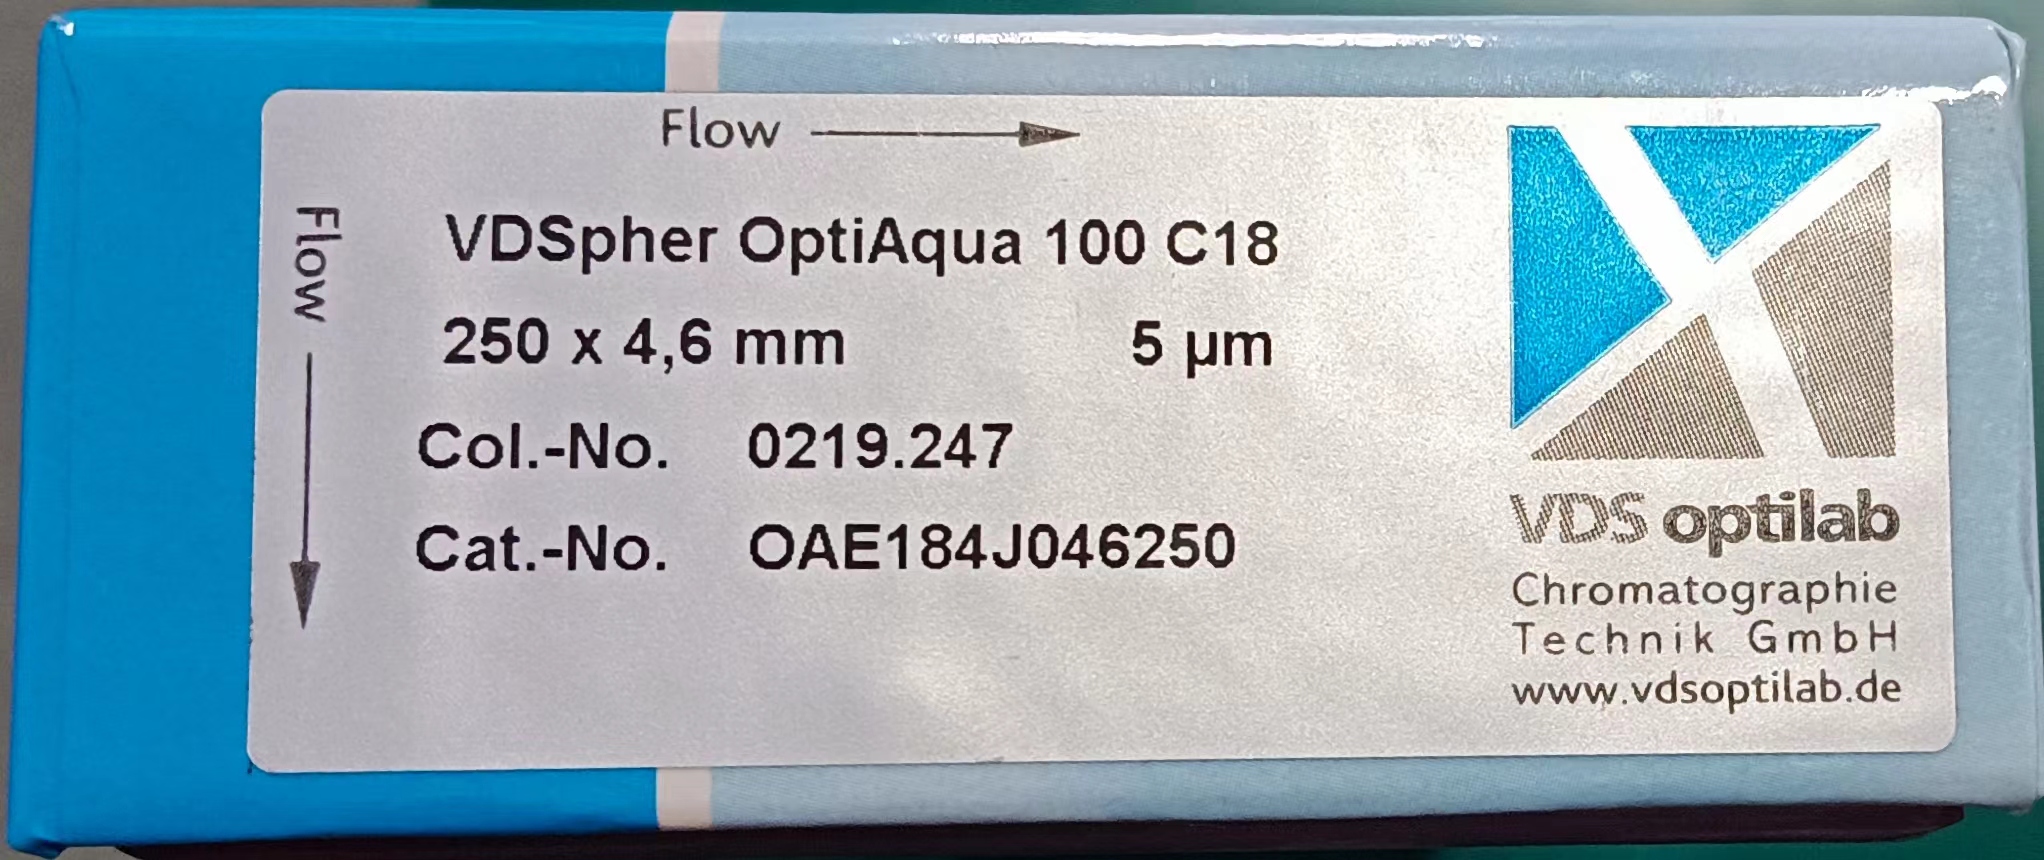 Flow
Flow
VDSpher OptiAqua 100 C18
250 x 4,6 mm 5 µm
Col.-No. 0219.247
Cat.-No. OAE184J046250
VDS optilab
Chromatographie
Technik GmbH
www.vdsoptilab.de